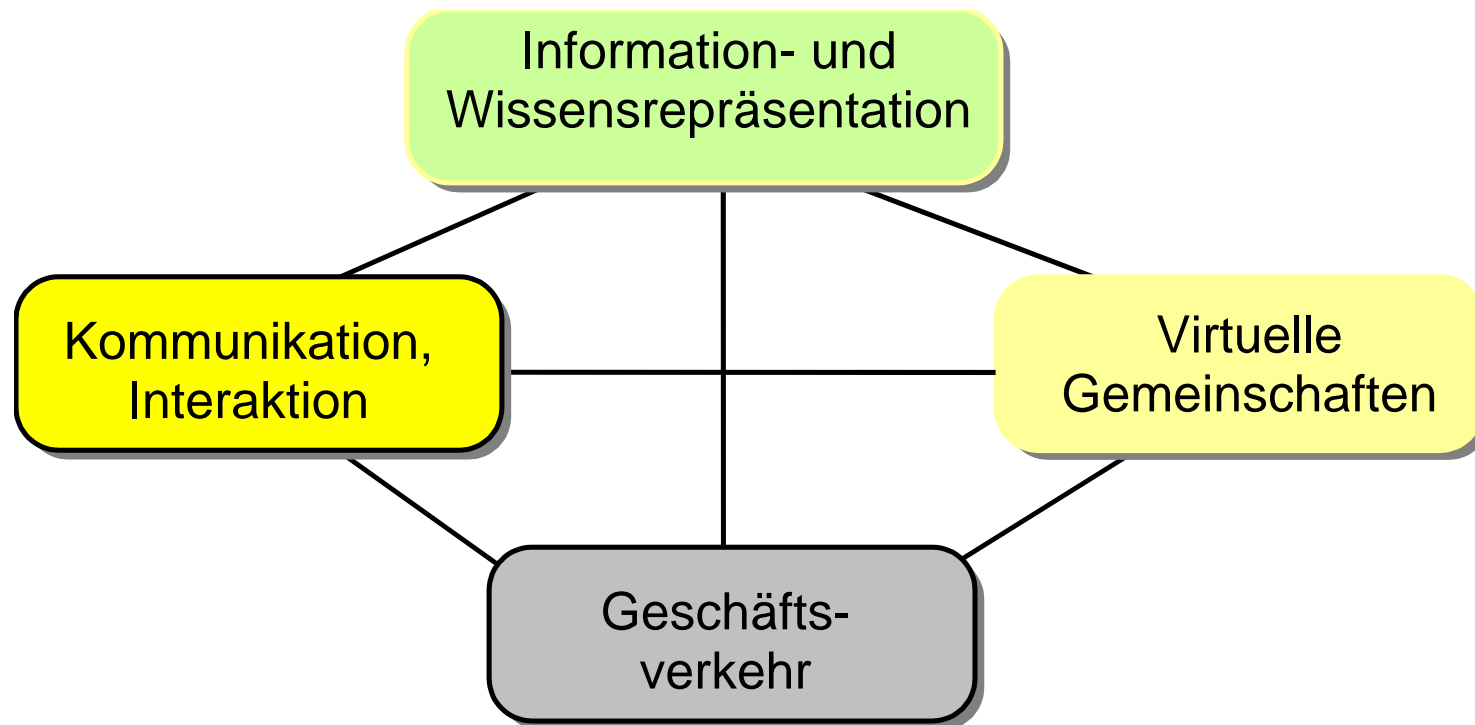 Information- und
Wissensrepräsentation
Kommunikation,
Interaktion
Virtuelle
Gemeinschaften
Geschäfts-
verkehr